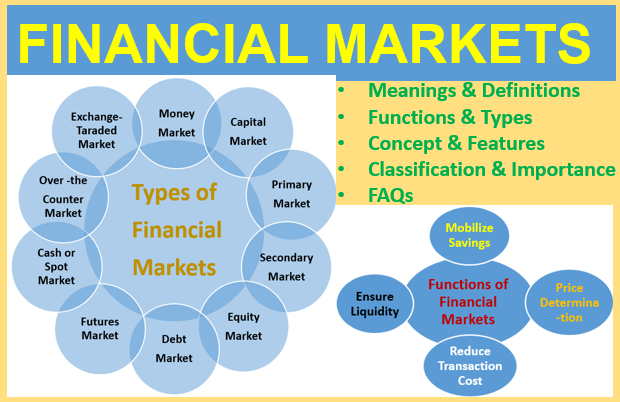 FINANCIAL MARKETS
• Meanings & Definitions
• Functions & Types
• Concept & Features
• Classification & Importance
• FAQs
Types of
Financial
Markets
Money
Market
Capital
Market
Primary
Market
Secondary
Market
Equity
Market
Debt
Market
Futures
Market
Cash or
Spot
Market
Over -the
Counter
Market
Exchange-
Taraded
Market
Functions of
Financial
Markets
Mobilize
Savings
Price
Determina
-tion
Reduce
Transaction
Cost
Ensure
Liquidity